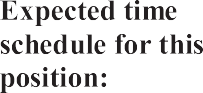 Expected time
schedule for this
position: